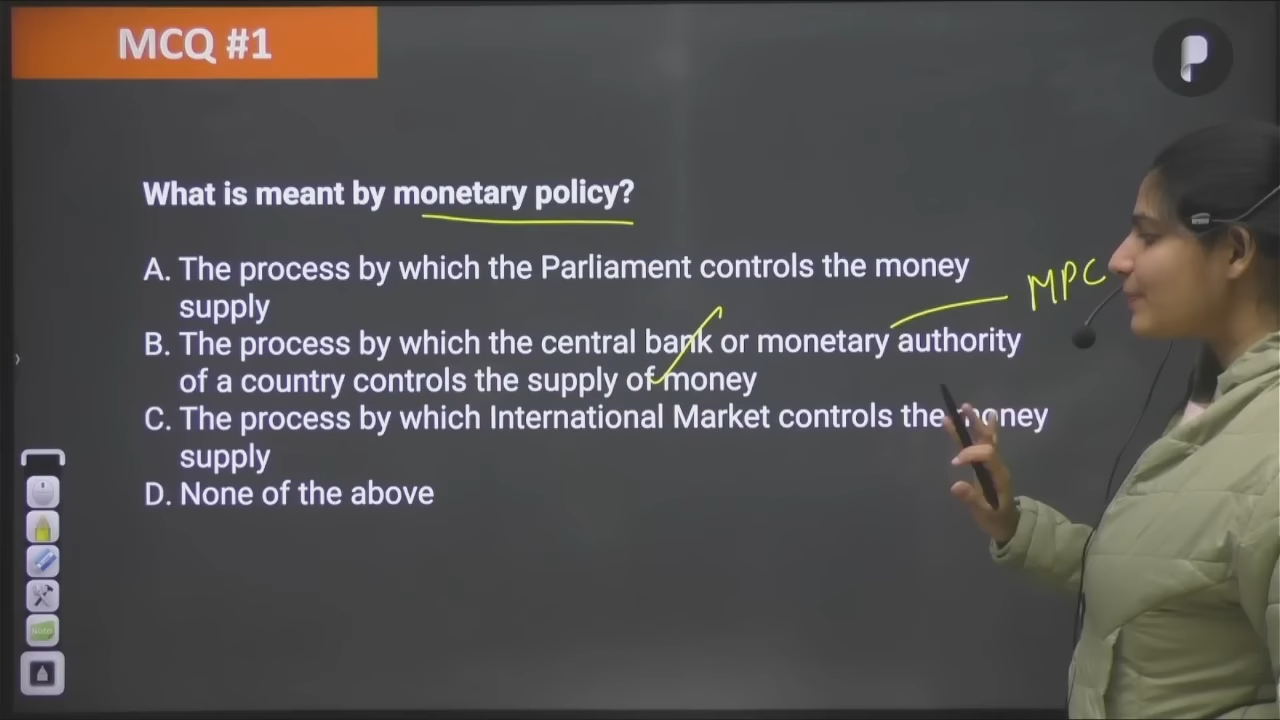 MCQ #1
What is meant by monetary policy?
A. The process by which the Parliament controls the money
supply
MPC
B. The process by which the central bank or monetary authority
of a country controls the supply of money
C. The process by which International Market controls the money
supply
D. None of the above
Note